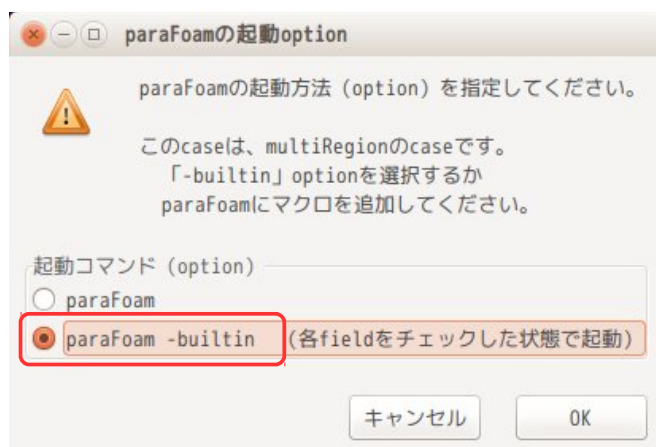 paraFoamの起動option
paraFoamの起動方法（option）を指定してください。
このcaseは、multiRegionのcaseです。
「-builtin」optionを選択するか
paraFoamにマクロを追加してください。
起動コマンド（option）
paraFoam
paraFoam -builtin （各fieldをチェックした状態で起動）
キャンセル OK